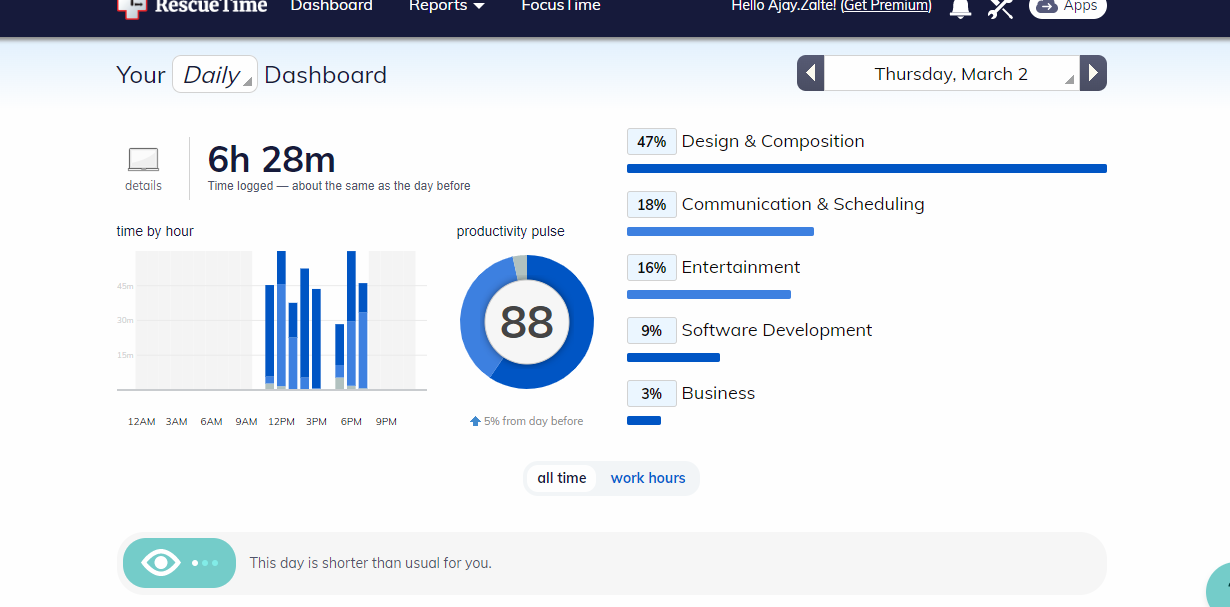 RescueTime Dashboard Reports FocusTime Hello Ajay.Zalte! (Get Premium) Apps
Your Daily Dashboard
Thursday, March 2
details
6h 28m
Time logged — about the same as the day before
time by hour
45m
30m
15m
12AM 3AM 6AM 9AM 12PM 3PM 6PM 9PM
productivity pulse
88
5% from day before
47% Design & Composition
18% Communication & Scheduling
16% Entertainment
9% Software Development
3% Business
all time work hours
This day is shorter than usual for you.